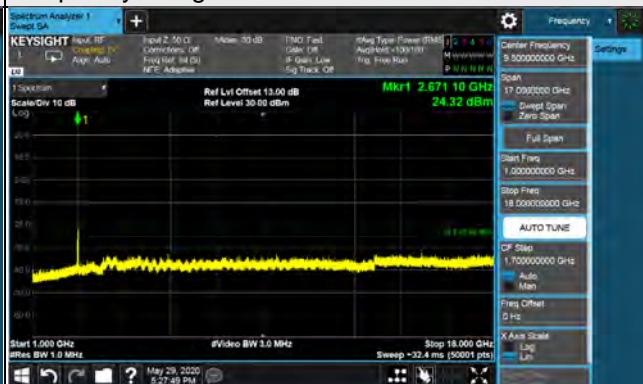 Spectrum Analyzer 1
Swept SA
Frequency
KEYSIGHT Input: RF
Coupling: DC
Align: Auto
Input Z: 50 Ω
Corrections: Off
Freq Ref: Int (S)
NFE: Adaptive
Atten: 30 dB
PNO: Fast
Gate: Off
IF Gain: Low
Sig Track: Off
#Avg Type: Power (RMS)
Avg|Hold:>100/100
Trig: Free Run
1 Spectrum
Scale/Div 10 dB
Log
Ref Lvl Offset 13.00 dB
Ref Level 30.00 dBm
Mkr1 2.671 10 GHz
24.32 dBm
1
Start 1.000 GHz
#Res BW 1.0 MHz
#Video BW 3.0 MHz
Stop 18.000 GHz
Sweep ~32.4 ms (50001 pts)
May 29, 2020
5:27:49 PM
Center Frequency
9.500000000 GHz
Settings
Span
17.0000000 GHz
Swept Span
Zero Span
Full Span
Start Freq
1.000000000 GHz
Stop Freq
18.000000000 GHz
AUTO TUNE
CF Step
1.700000000 GHz
Auto
Man
Freq Offset
0 Hz
X Axis Scale
Log
Lin